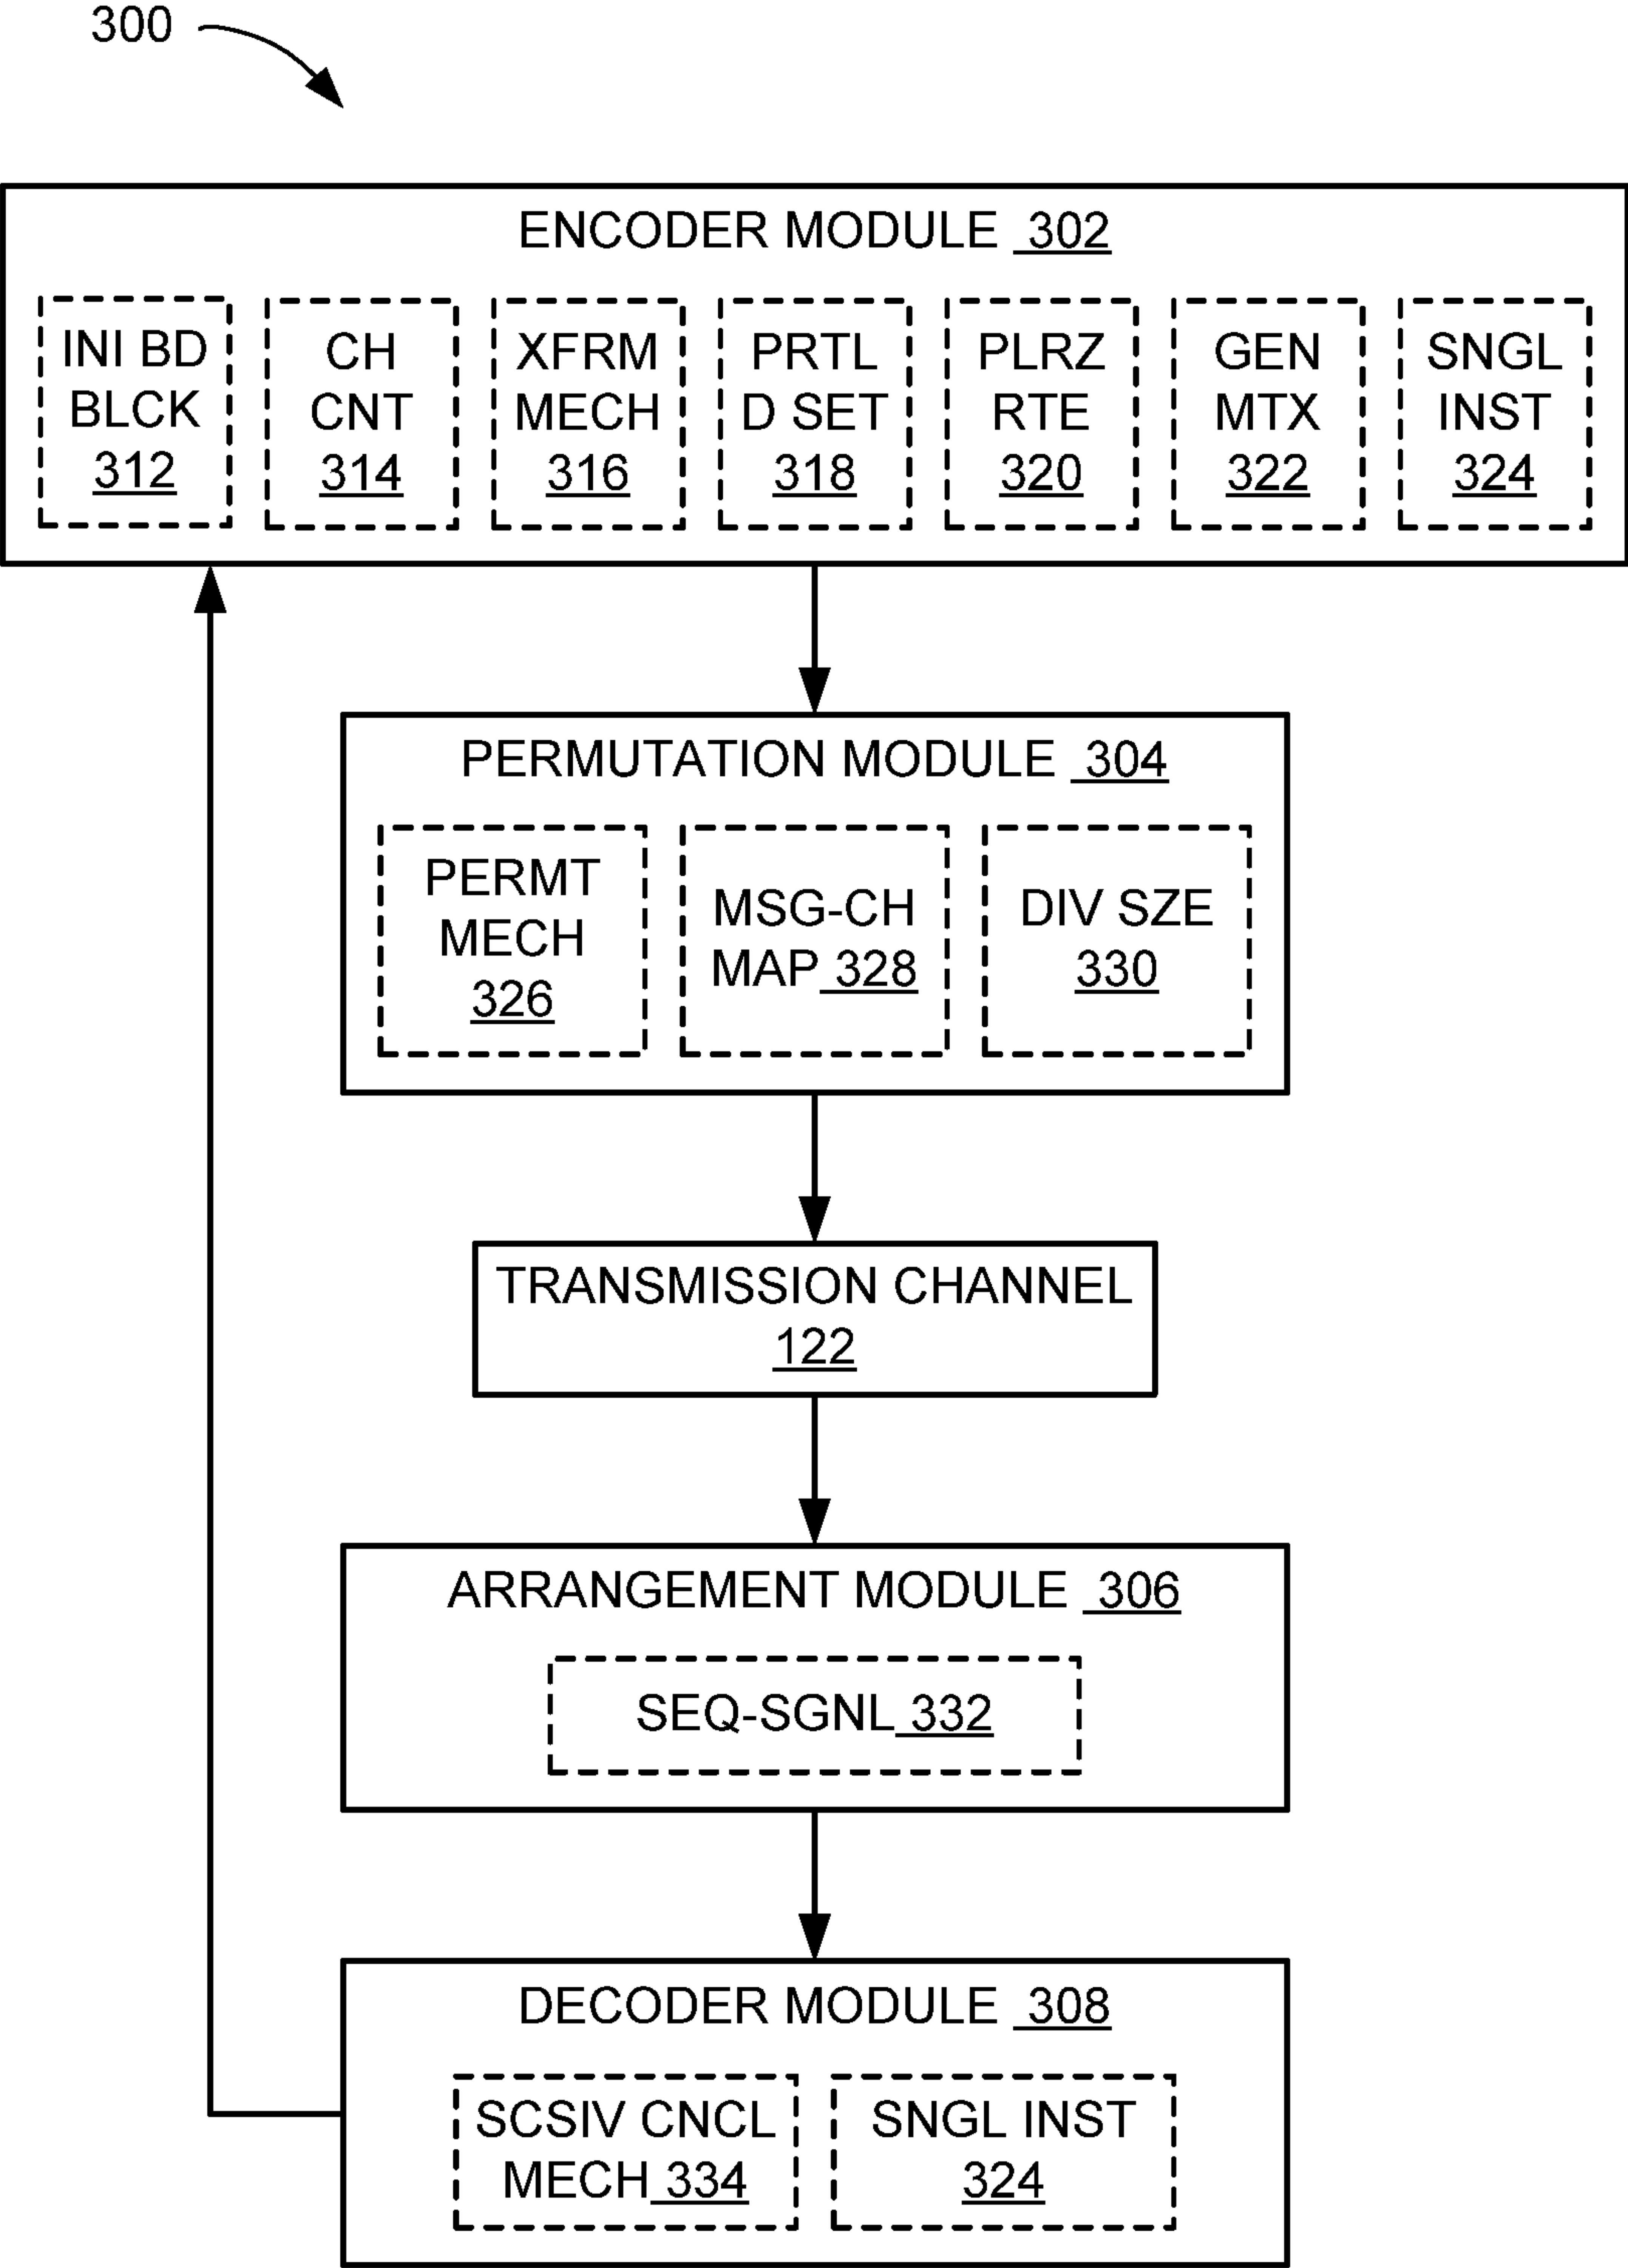 300
ENCODER MODULE 302
INI BD
BLCK
312
CH
CNT
314
XFRM
MECH
316
PRTL
D SET
318
PLRZ
RTE
320
GEN
MTX
322
SNGL
INST
324
PERMUTATION MODULE 304
PERMT
MECH
326
MSG-CH
MAP 328
DIV SZE
330
TRANSMISSION CHANNEL
122
ARRANGEMENT MODULE 306
SEQ-SGNL 332
DECODER MODULE 308
SCSIV CNCL
MECH 334
SNGL INST
324